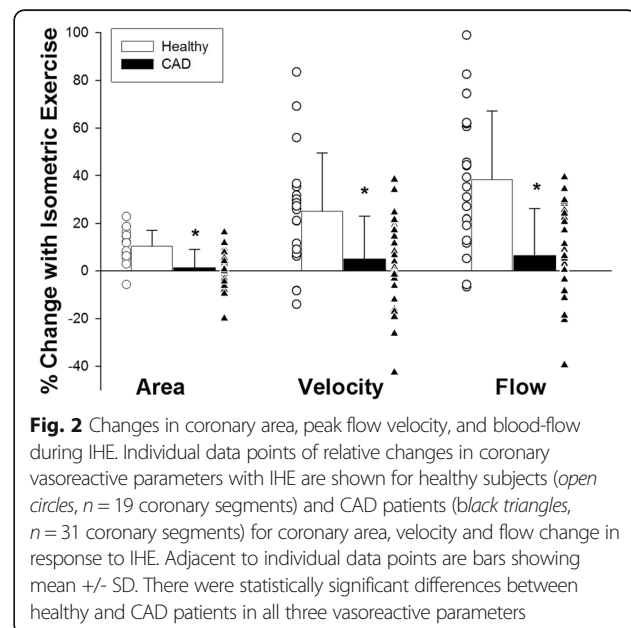 100
80
60
40
20
0
-20
-40
% Change with Isometric Exercise
Healthy
CAD
*
*
*
Area Velocity Flow
Fig. 2 Changes in coronary area, peak flow velocity, and blood-flow
during IHE. Individual data points of relative changes in coronary
vasoreactive parameters with IHE are shown for healthy subjects (open
circles, n = 19 coronary segments) and CAD patients (black triangles,
n = 31 coronary segments) for coronary area, velocity and flow change in
response to IHE. Adjacent to individual data points are bars showing
mean +/- SD. There were statistically significant differences between
healthy and CAD patients in all three vasoreactive parameters